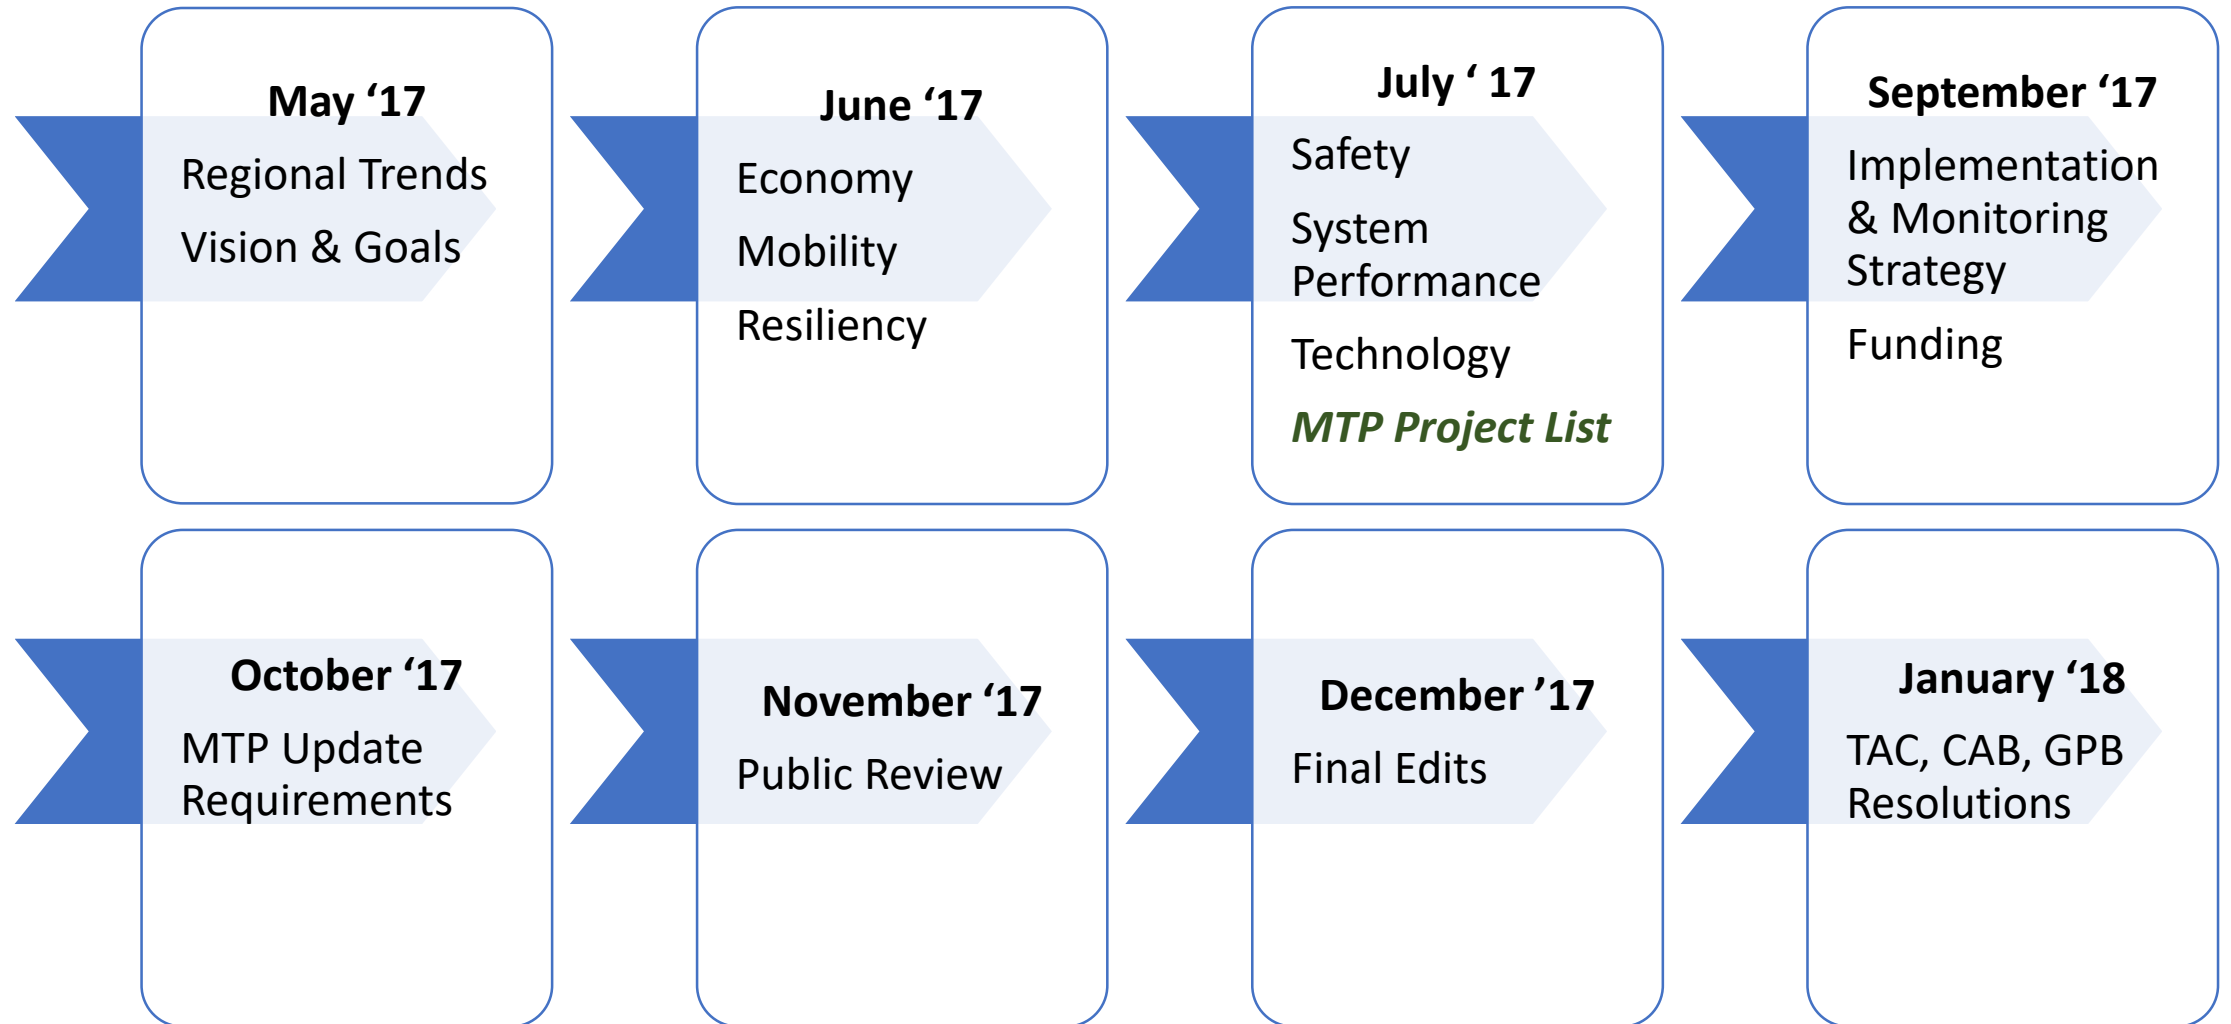 May ‘17
Regional Trends
Vision & Goals
June ‘17
Economy
Mobility
Resiliency
July ‘ 17
Safety
System
Performance
Technology
MTP Project List
September ‘17
Implementation
& Monitoring
Strategy
Funding
October ‘17
MTP Update
Requirements
November ‘17
Public Review
December ’17
Final Edits
January ‘18
TAC, CAB, GPB
Resolutions